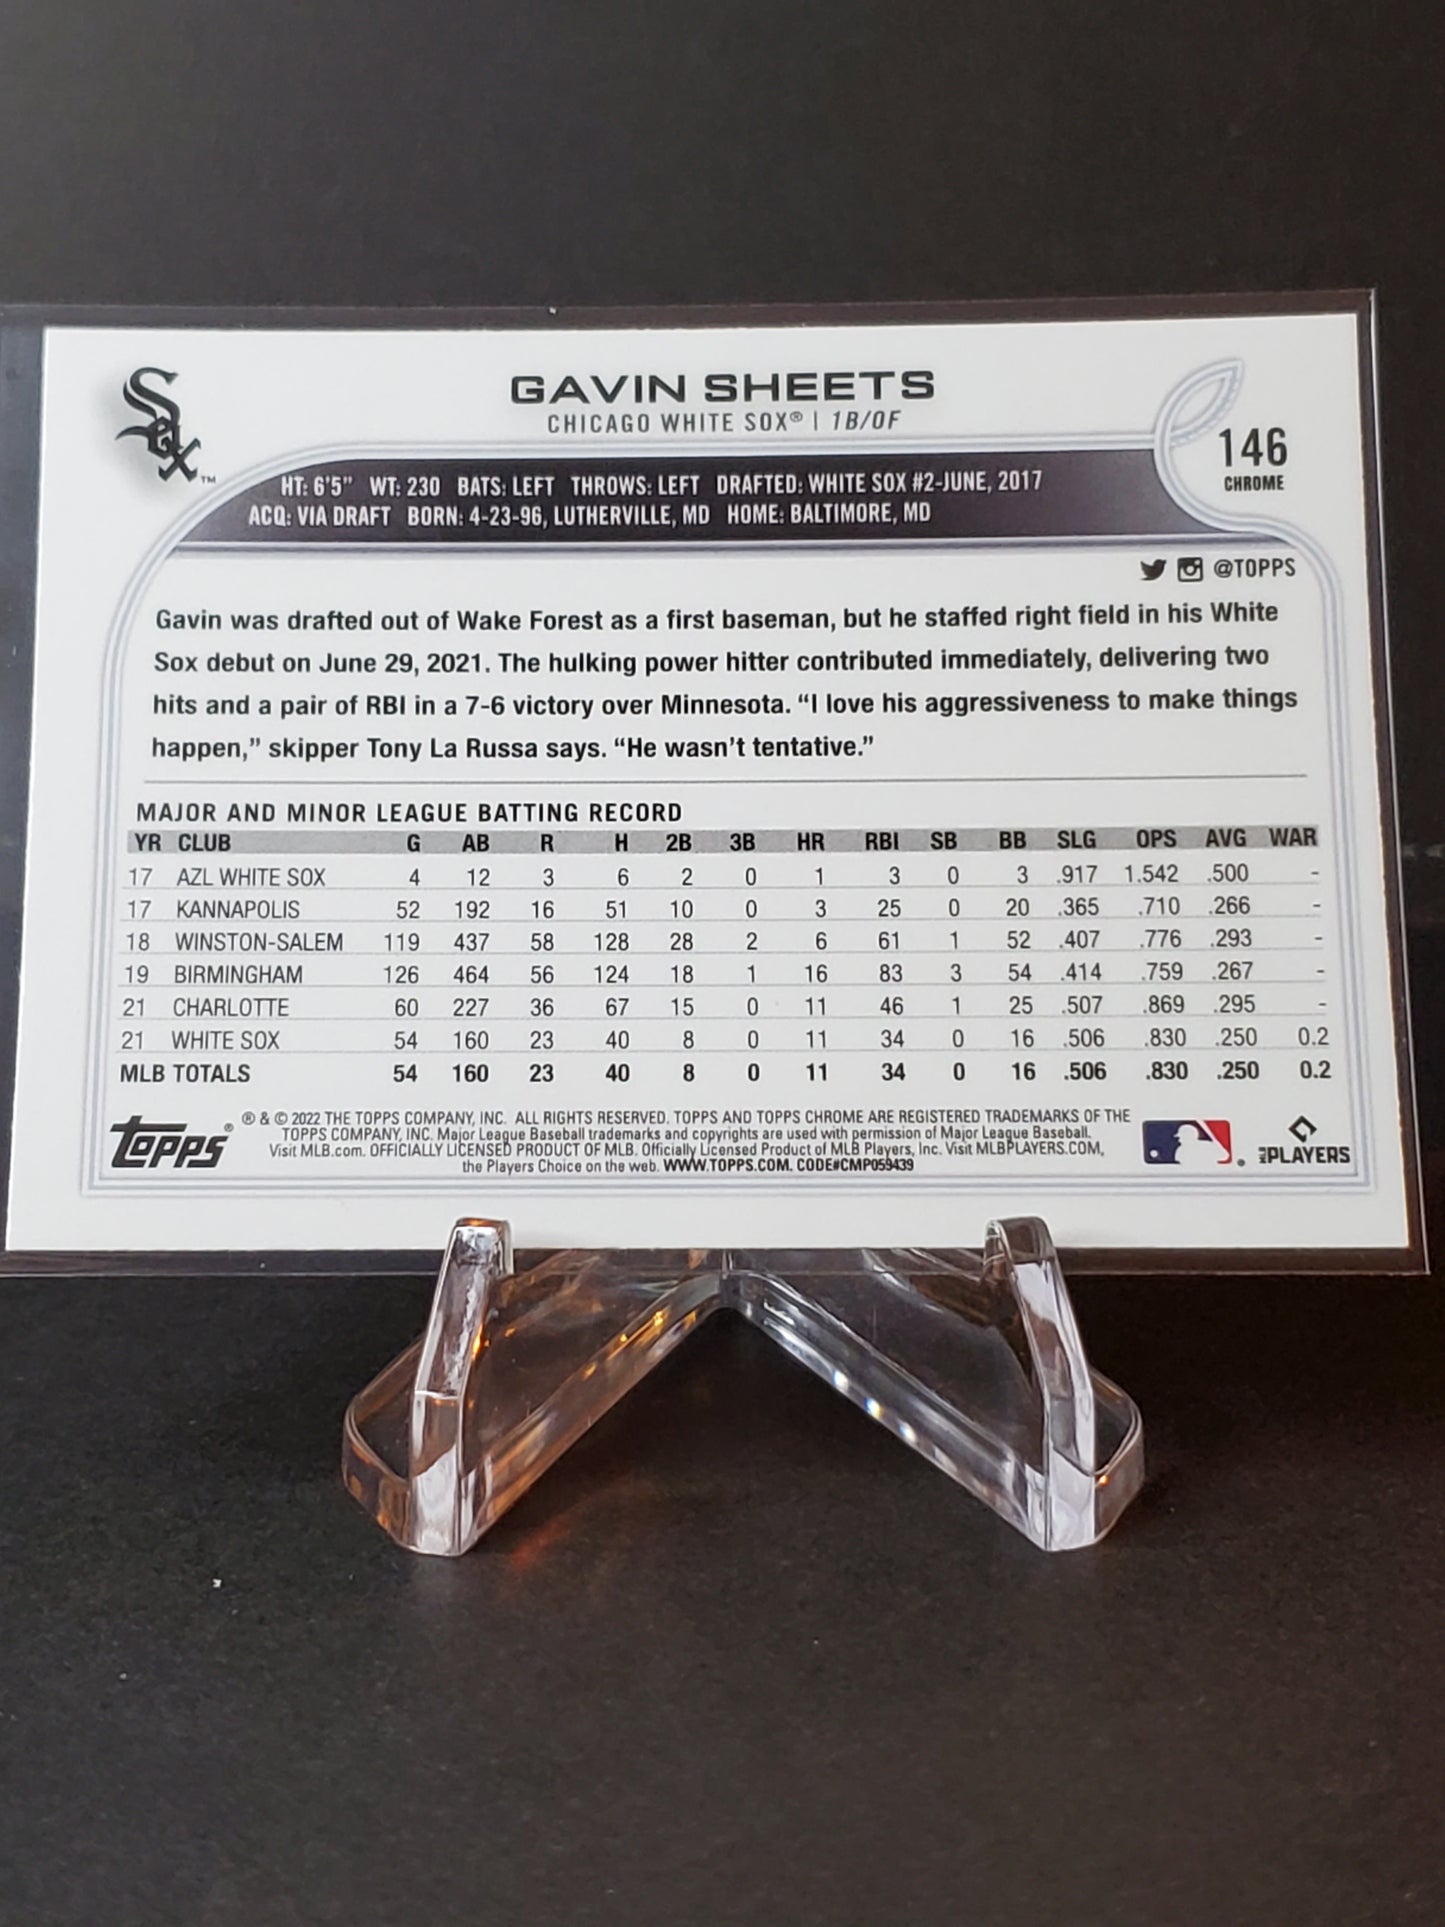 Sox™
GAVIN SHEETS
CHICAGO WHITE SOX® | 1B/OF
146
CHROME
HT: 6'5" WT: 230 BATS: LEFT THROWS: LEFT DRAFTED: WHITE SOX #2-JUNE, 2017
ACQ: VIA DRAFT BORN: 4-23-96, LUTHERVILLE, MD HOME: BALTIMORE, MD
@TOPPS
Gavin was drafted out of Wake Forest as a first baseman, but he staffed right field in his White
Sox debut on June 29, 2021. The hulking power hitter contributed immediately, delivering two
hits and a pair of RBI in a 7-6 victory over Minnesota. “I love his aggressiveness to make things
happen,” skipper Tony La Russa says. “He wasn’t tentative.”
MAJOR AND MINOR LEAGUE BATTING RECORD
YR CLUB G AB R H 2B 3B HR RBI SB BB SLG OPS AVG WAR
17 AZL WHITE SOX 4 12 3 6 2 0 1 3 0 3 .917 1.542 .500 -
17 KANNAPOLIS 52 192 16 51 10 0 3 25 0 20 .365 .710 .266 -
18 WINSTON-SALEM 119 437 58 128 28 2 6 61 1 52 .407 .776 .293 -
19 BIRMINGHAM 126 464 56 124 18 1 16 83 3 54 .414 .759 .267 -
21 CHARLOTTE 60 227 36 67 15 0 11 46 1 25 .507 .869 .295 -
21 WHITE SOX 54 160 23 40 8 0 11 34 0 16 .506 .830 .250 0.2
MLB TOTALS 54 160 23 40 8 0 11 34 0 16 .506 .830 .250 0.2
Topps®
® & © 2022 THE TOPPS COMPANY, INC. ALL RIGHTS RESERVED. TOPPS AND TOPPS CHROME ARE REGISTERED TRADEMARKS OF THE
TOPPS COMPANY, INC. Major League Baseball trademarks and copyrights are used with permission of Major League Baseball.
Visit MLB.com. OFFICIALLY LICENSED PRODUCT OF MLB. Officially Licensed Product of MLB Players, Inc. Visit MLBPLAYERS.COM,
the Players Choice on the web. WWW.TOPPS.COM. CODE#CMP059439
MLB PLAYERS